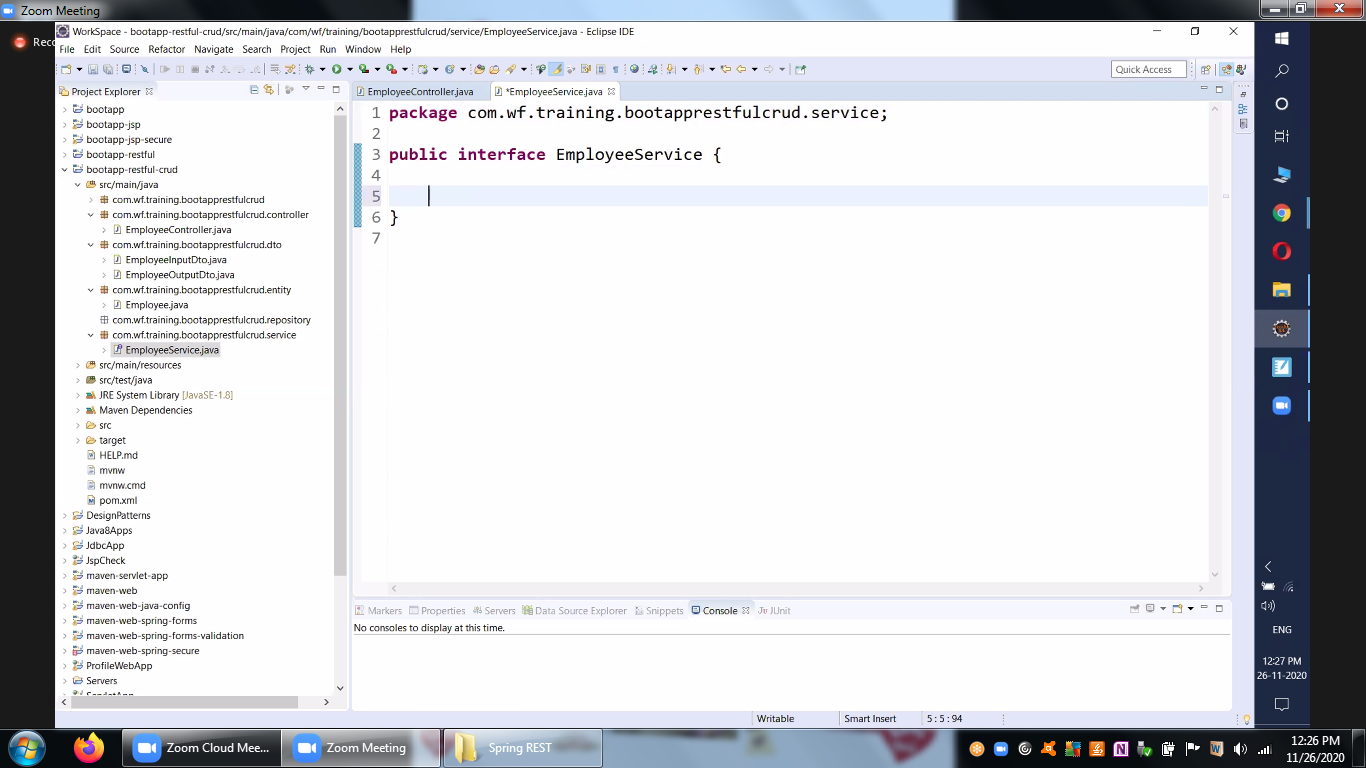 Zoom Meeting
Reco
WorkSpace - bootapp-restful-crud/src/main/java/com/wf/training/bootapprestfulcrud/service/EmployeeService.java - Eclipse IDE
File Edit Source Refactor Navigate Search Project Run Window Help
Quick Access
Project Explorer
EmployeeController.java
*EmployeeService.java
bootapp
bootapp-jsp
bootapp-jsp-secure
bootapp-restful
bootapp-restful-crud
src/main/java
com.wf.training.bootapprestfulcrud
com.wf.training.bootapprestfulcrud.controller
EmployeeController.java
com.wf.training.bootapprestfulcrud.dto
EmployeeInputDto.java
EmployeeOutputDto.java
com.wf.training.bootapprestfulcrud.entity
Employee.java
com.wf.training.bootapprestfulcrud.repository
com.wf.training.bootapprestfulcrud.service
EmployeeService.java
src/main/resources
src/test/java
JRE System Library [JavaSE-1.8]
Maven Dependencies
src
target
HELP.md
mvnw
mvnw.cmd
pom.xml
DesignPatterns
Java8Apps
JdbcApp
JspCheck
maven-servlet-app
maven-web
maven-web-java-config
maven-web-spring-forms
maven-web-spring-forms-validation
maven-web-spring-secure
ProfileWebApp
Servers
ServletApp
1 package com.wf.training.bootapprestfulcrud.service;
2
3 public interface EmployeeService {
4
5
6 }
7
Markers Properties Servers Data Source Explorer Snippets Console JUnit
No consoles to display at this time.
Writable Smart Insert 5 : 5 : 94
ENG
12:27 PM
26-11-2020
Zoom Cloud Mee...
Zoom Meeting
Spring REST
12:26 PM
11/26/2020